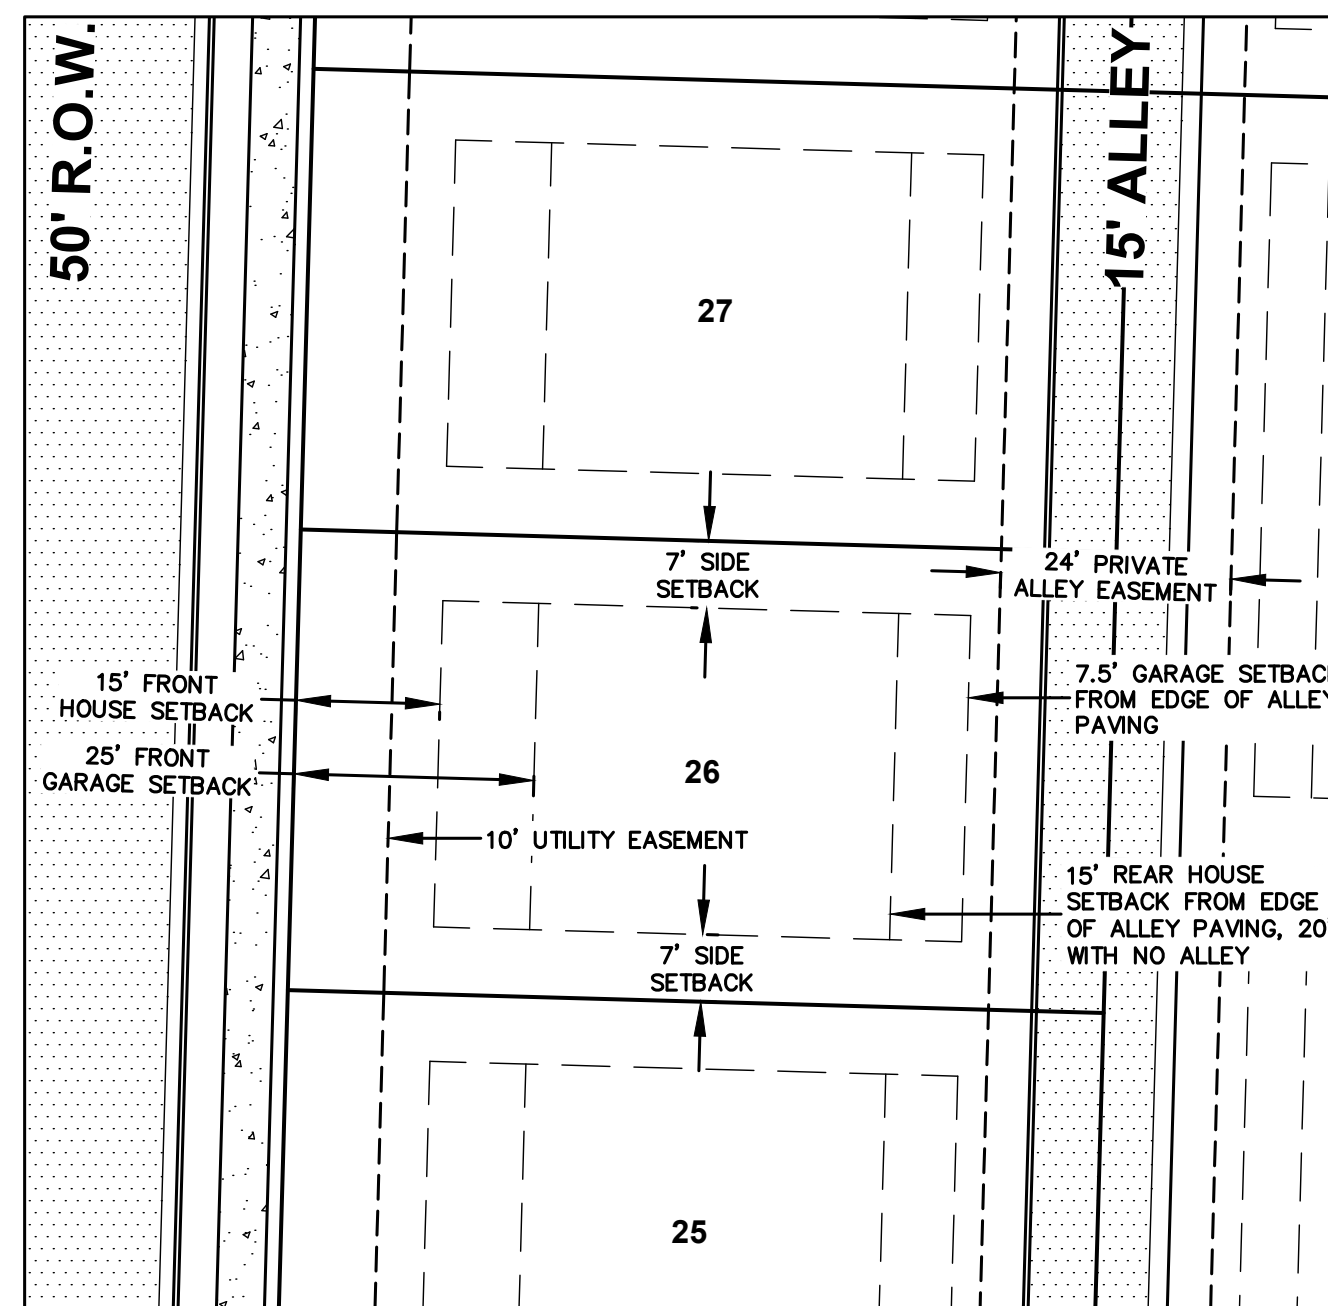 50' R.O.W.
15' ALLEY
27
7' SIDE
SETBACK
24' PRIVATE
ALLEY EASEMENT
15' FRONT
HOUSE SETBACK
7.5' GARAGE SETBACK
FROM EDGE OF ALLEY
PAVING
25' FRONT
GARAGE SETBACK
26
10' UTILITY EASEMENT
15' REAR HOUSE
SETBACK FROM EDGE
OF ALLEY PAVING, 20'
WITH NO ALLEY
7' SIDE
SETBACK
25